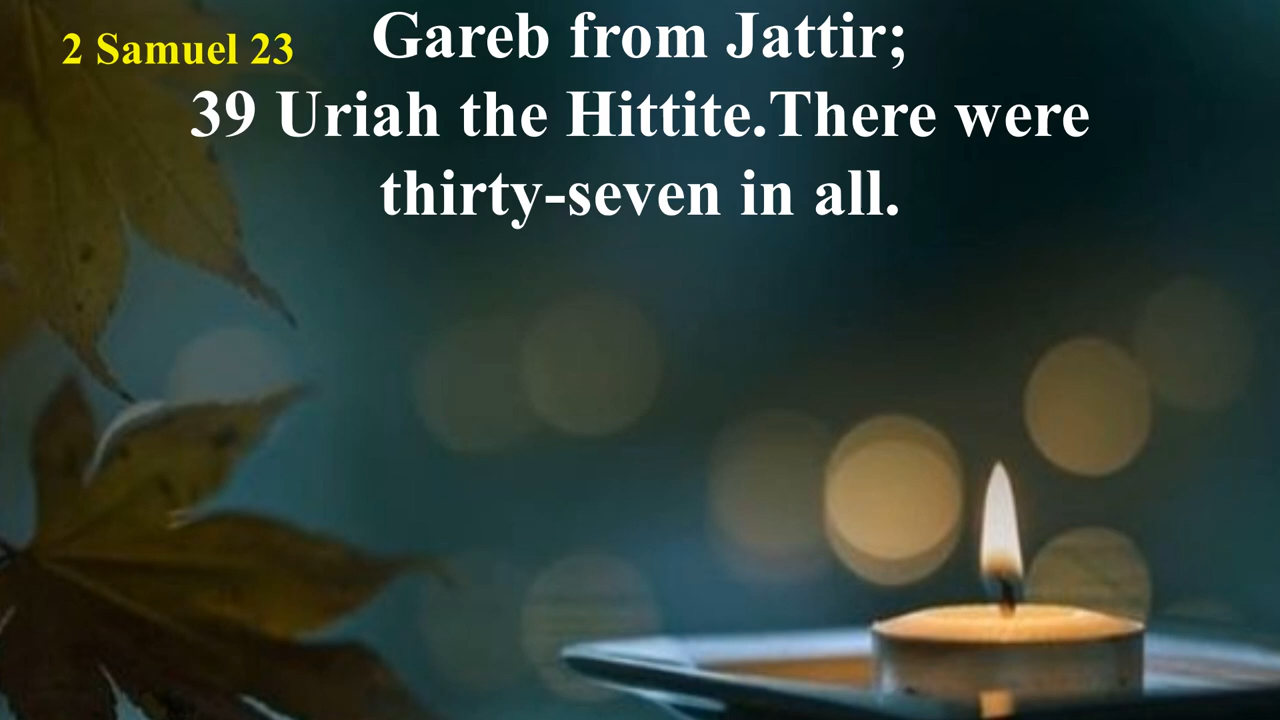 2 Samuel 23
Gareb from Jattir;
39 Uriah the Hittite.There were
thirty-seven in all.